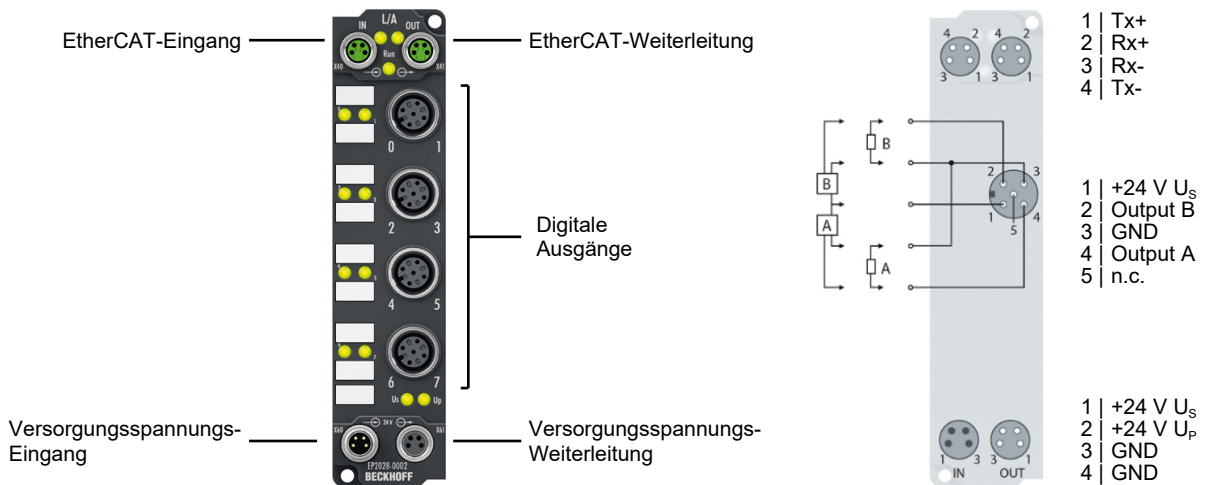 IN L/A OUT
EtherCAT-Eingang
EtherCAT-Weiterleitung
Run
X40 X41
0 1
2 3
4 5
6 7
Us Up
Digitale
Ausgänge
Versorgungsspannungs-
Eingang
Versorgungsspannungs-
Weiterleitung
24 V
X60 X61
EP2028-0002
BECKHOFF
4 2 4 2
3 1 3 1
1 | Tx+
2 | Rx+
3 | Rx-
4 | Tx-
B
B
A
A
2 3
1 4
5
1 | +24 V US
2 | Output B
3 | GND
4 | Output A
5 | n.c.
1 3 3 1
IN OUT
1 | +24 V US
2 | +24 V UP
3 | GND
4 | GND